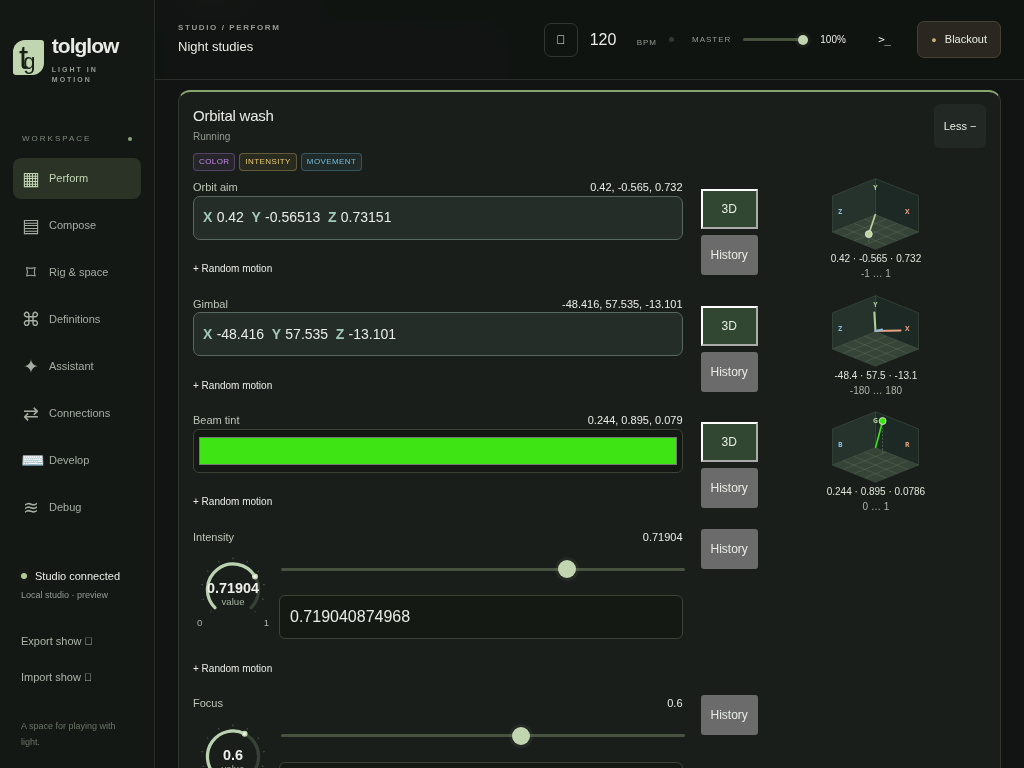 tolglow
LIGHT IN
MOTION
WORKSPACE
Perform
Compose
Rig & space
Definitions
Assistant
Connections
Develop
Debug
Studio connected
Local studio · preview
Export show
Import show
A space for playing with
light.
STUDIO / PERFORM
Night studies
120 BPM
MASTER 100%
>_
Blackout
Orbital wash
Running
Less −
COLOR INTENSITY MOVEMENT
Orbit aim 0.42, -0.565, 0.732
X 0.42 Y -0.56513 Z 0.73151
+ Random motion
3D
History
Y
Z X
0.42 · -0.565 · 0.732
-1 … 1
Gimbal -48.416, 57.535, -13.101
X -48.416 Y 57.535 Z -13.101
+ Random motion
3D
History
Y
Z X
-48.4 · 57.5 · -13.1
-180 … 180
Beam tint 0.244, 0.895, 0.079
+ Random motion
3D
History
G
B R
0.244 · 0.895 · 0.0786
0 … 1
Intensity 0.71904
History
0.71904
value
0 1
0.719040874968
+ Random motion
Focus 0.6
History
0.6
value